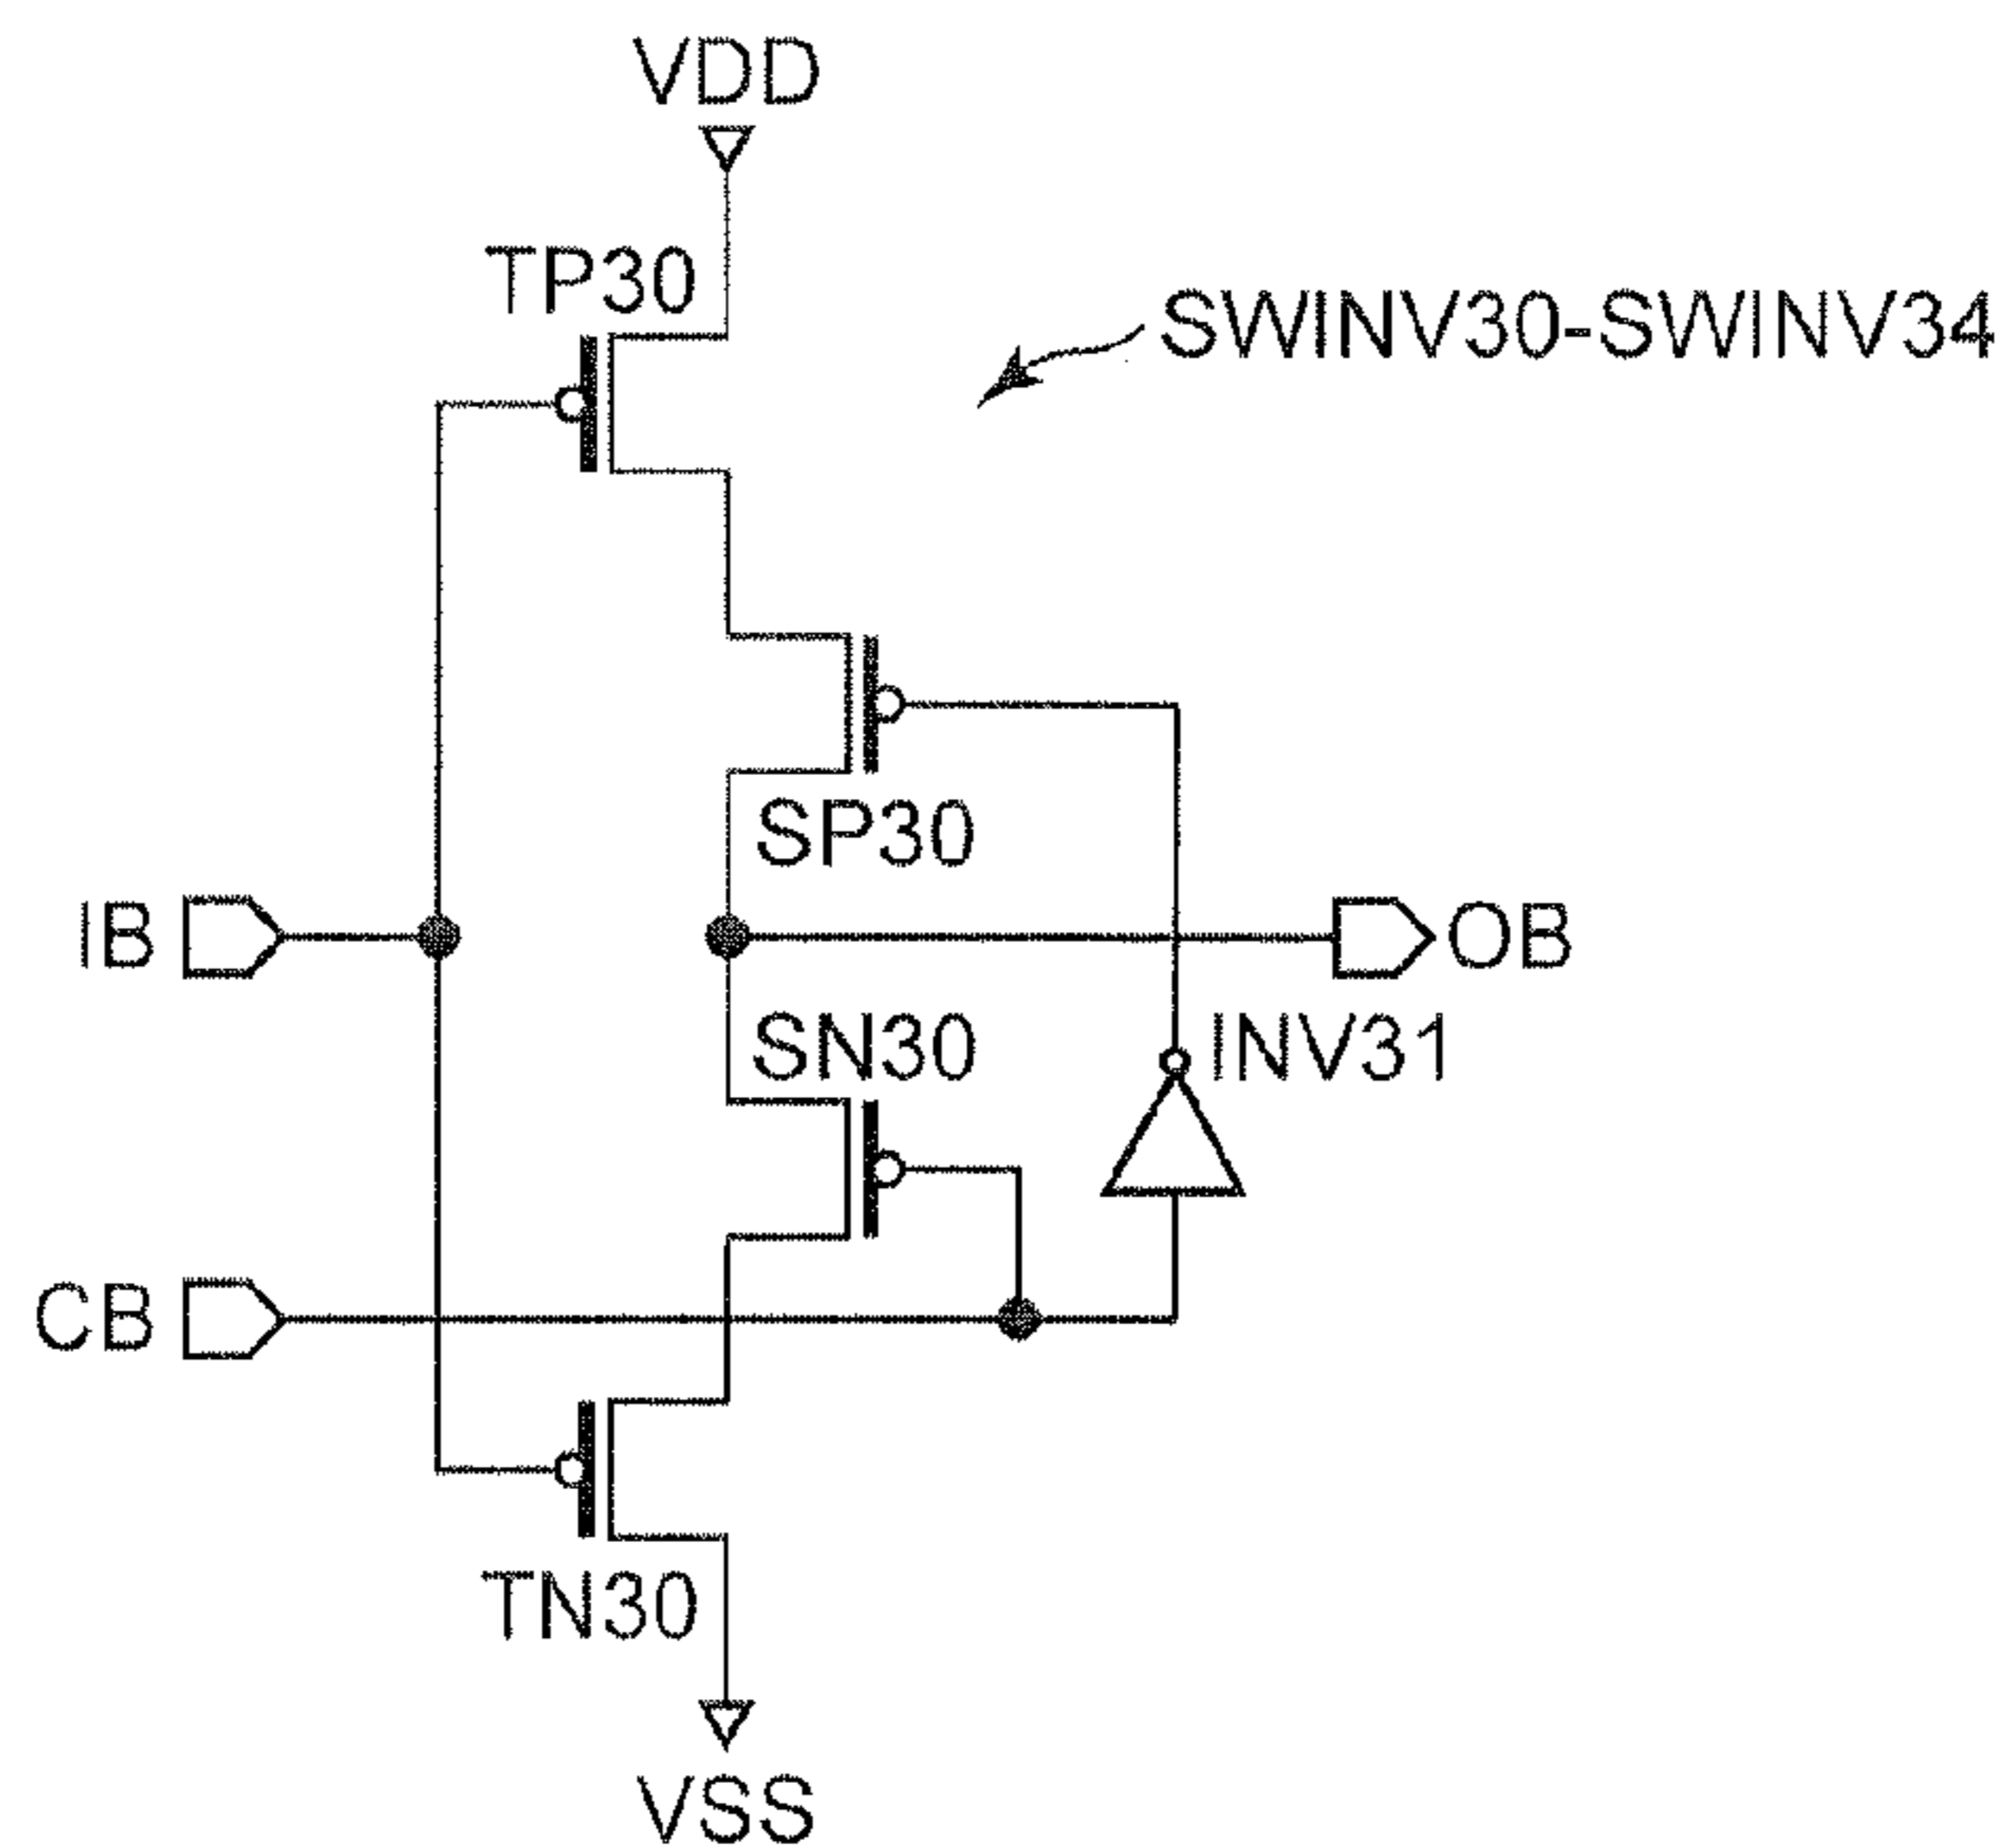 VDD
TP30
SWINV30-SWINV34
SP30
IB
OB
SN30
INV31
CB
TN30
VSS